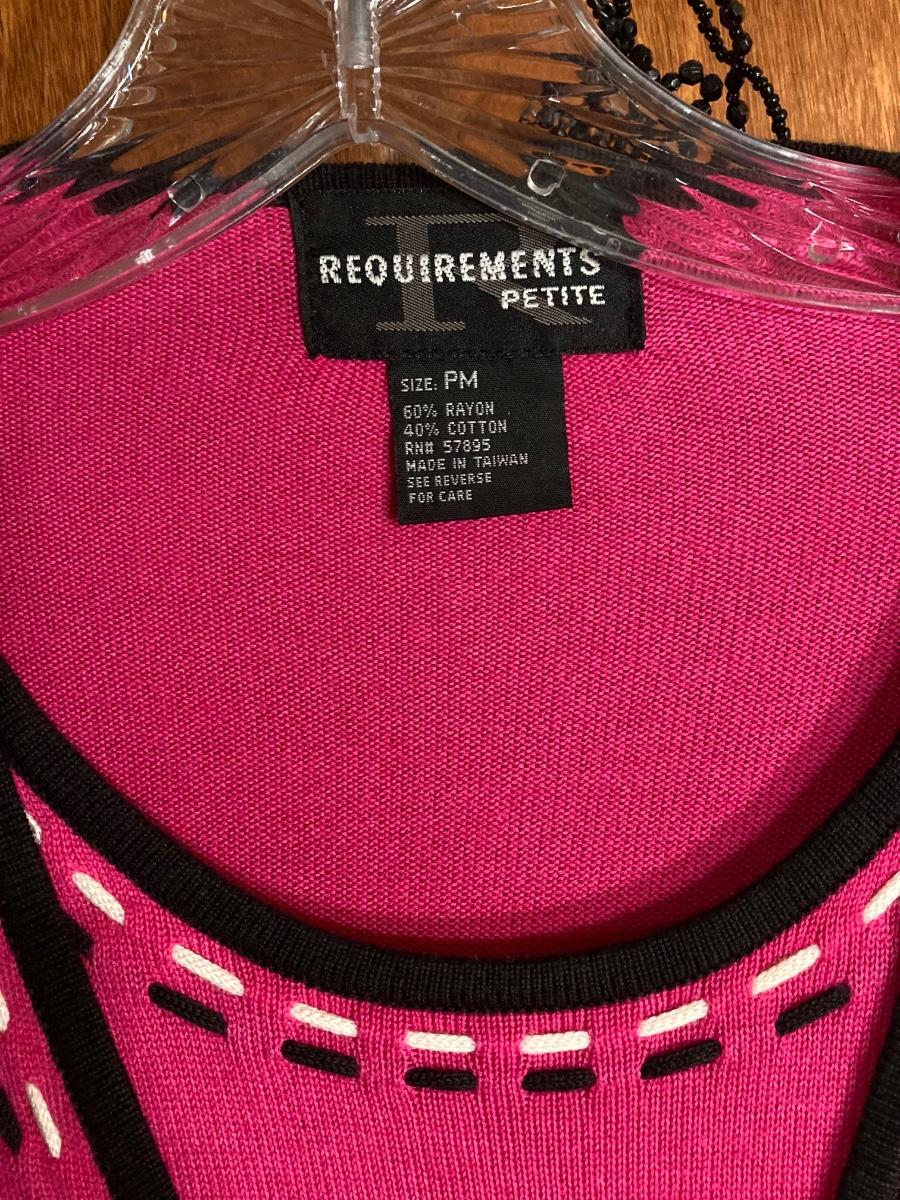 R
REQUIREMENTS
PETITE
SIZE: PM
60% RAYON
40% COTTON
RN# 57895
MADE IN TAIWAN
SEE REVERSE
FOR CARE